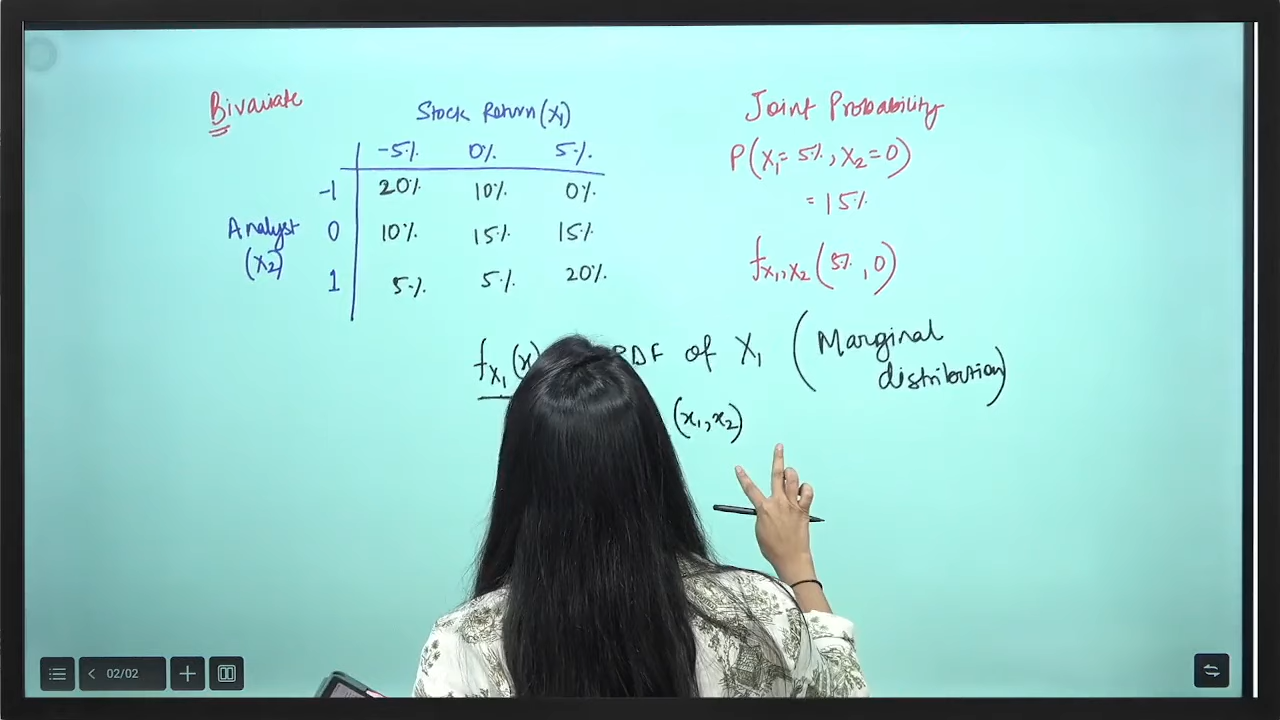 Bivariate
Stock Return (X1)
-5% 0% 5%
-1 20% 10% 0%
Analyst (X2) 0 10% 15% 15%
1 5% 5% 20%
Joint Probability
P(X1=5%, X2=0)
= 15%
fX1,X2(5%, 0)
fX1(x) PDF of X1 (Marginal distribution)
(x1, x2)
02/02